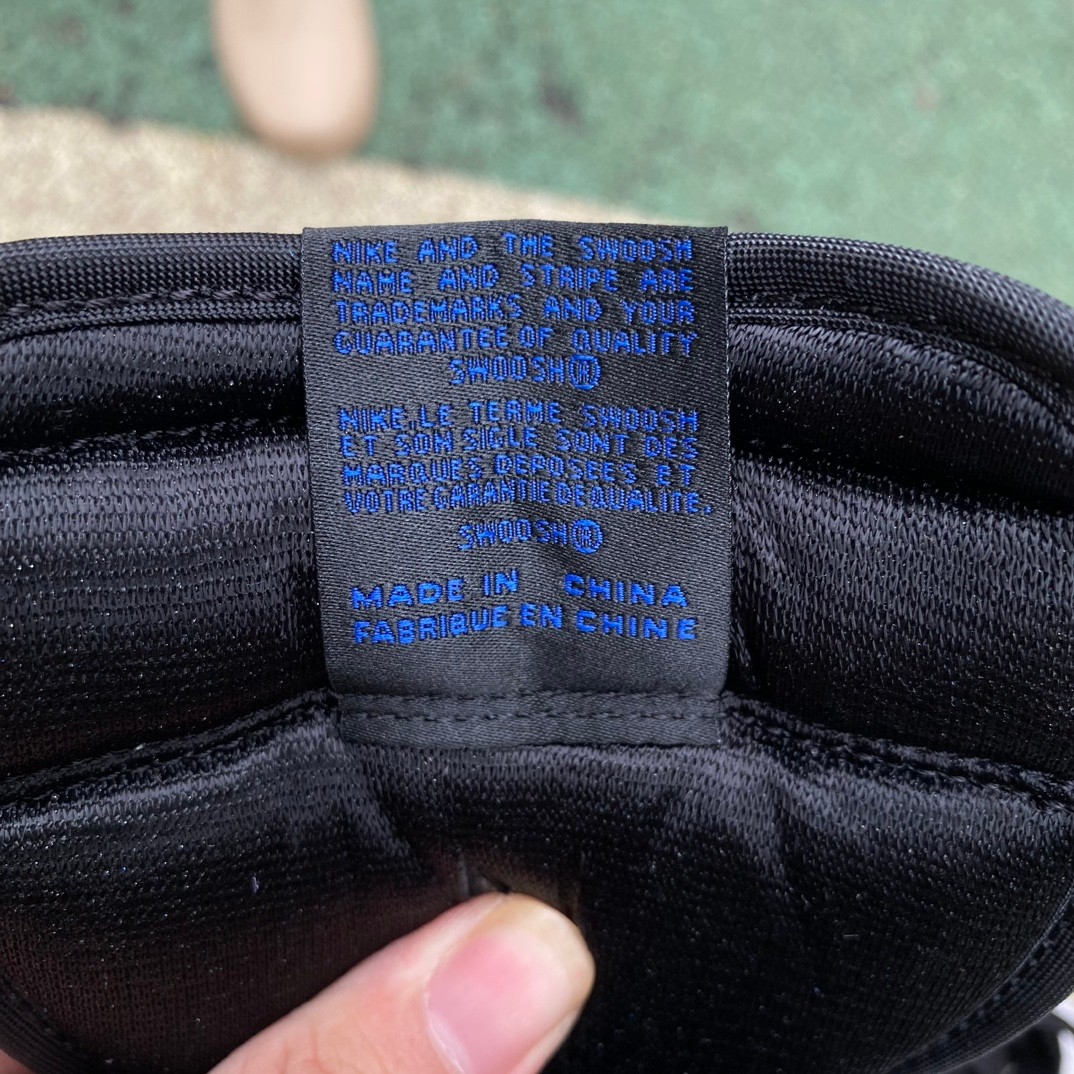 NIKE AND THE SWOOSH
NAME AND STRIPE ARE
TRADEMARKS AND YOUR
GUARANTEE OF QUALITY
SWOOSH®
NIKE, LE TERME SWOOSH
ET SON SIGLE SONT DES
MARQUES DEPOSEES ET
VOTRE GARANTIE DE QUALITE.
SWOOSH®
MADE IN CHINA
FABRIQUE EN CHINE